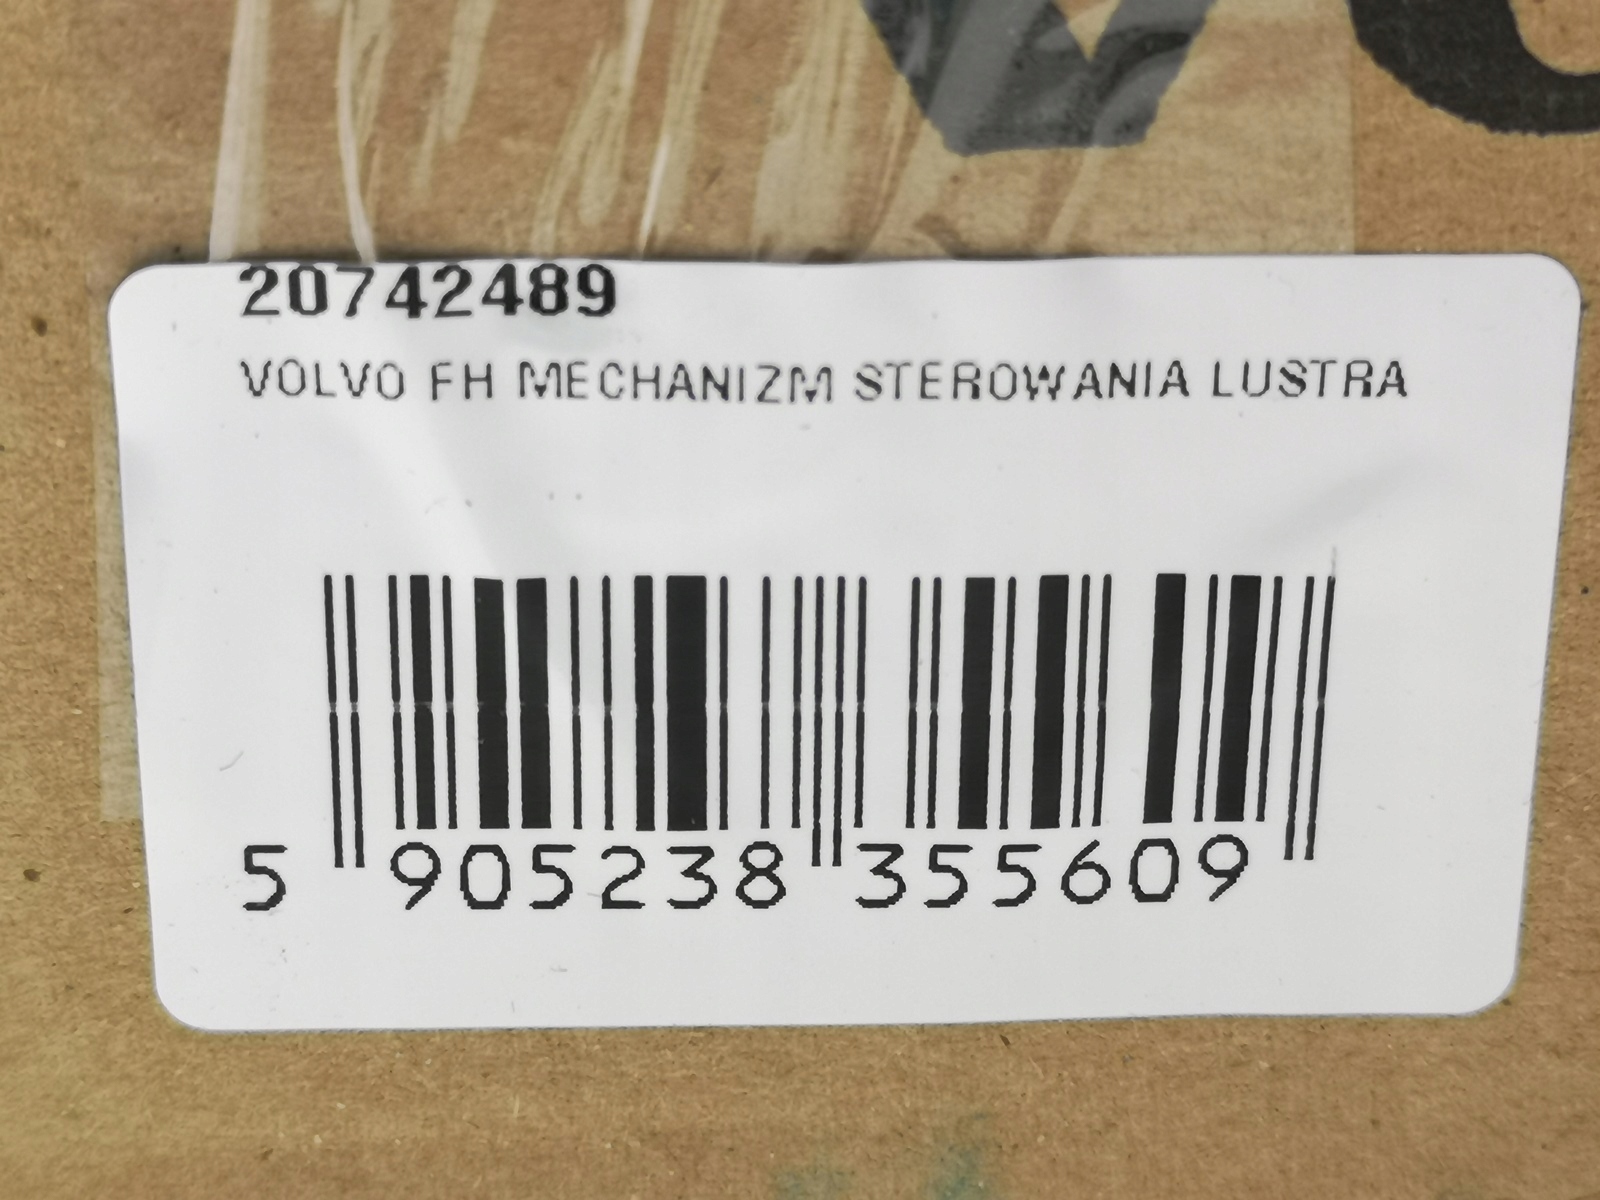 20742489
VOLVO FH MECHANIZM STEROWANIA LUSTRA
5 905238 355609